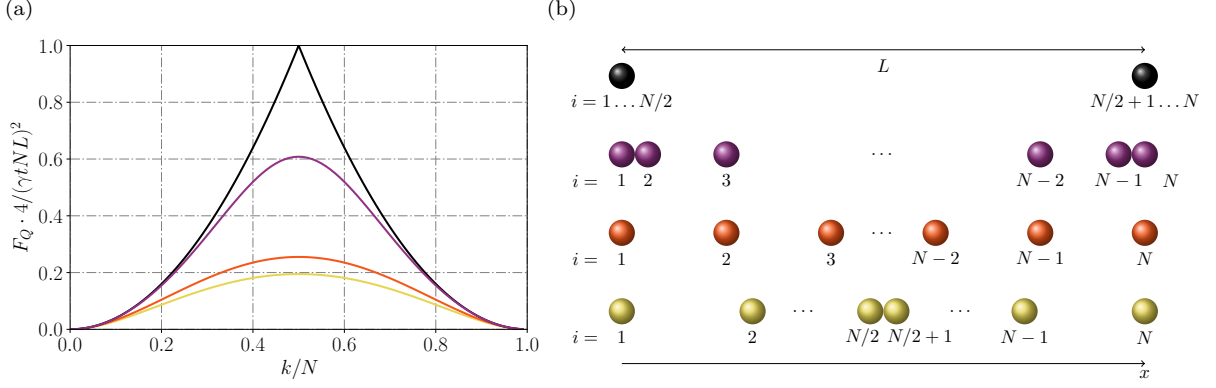 (a)
1.0
0.8
0.6
0.4
0.2
0.0
0.0 0.2 0.4 0.6 0.8 1.0
k/N
F_Q · 4/(γtNL)²
(b)
L
i = 1 … N/2 N/2 + 1 … N
…
i = 1 2 3 N − 2 N − 1 N
…
i = 1 2 3 N − 2 N − 1 N
… …
i = 1 2 N/2 N/2 + 1 N − 1 N
x